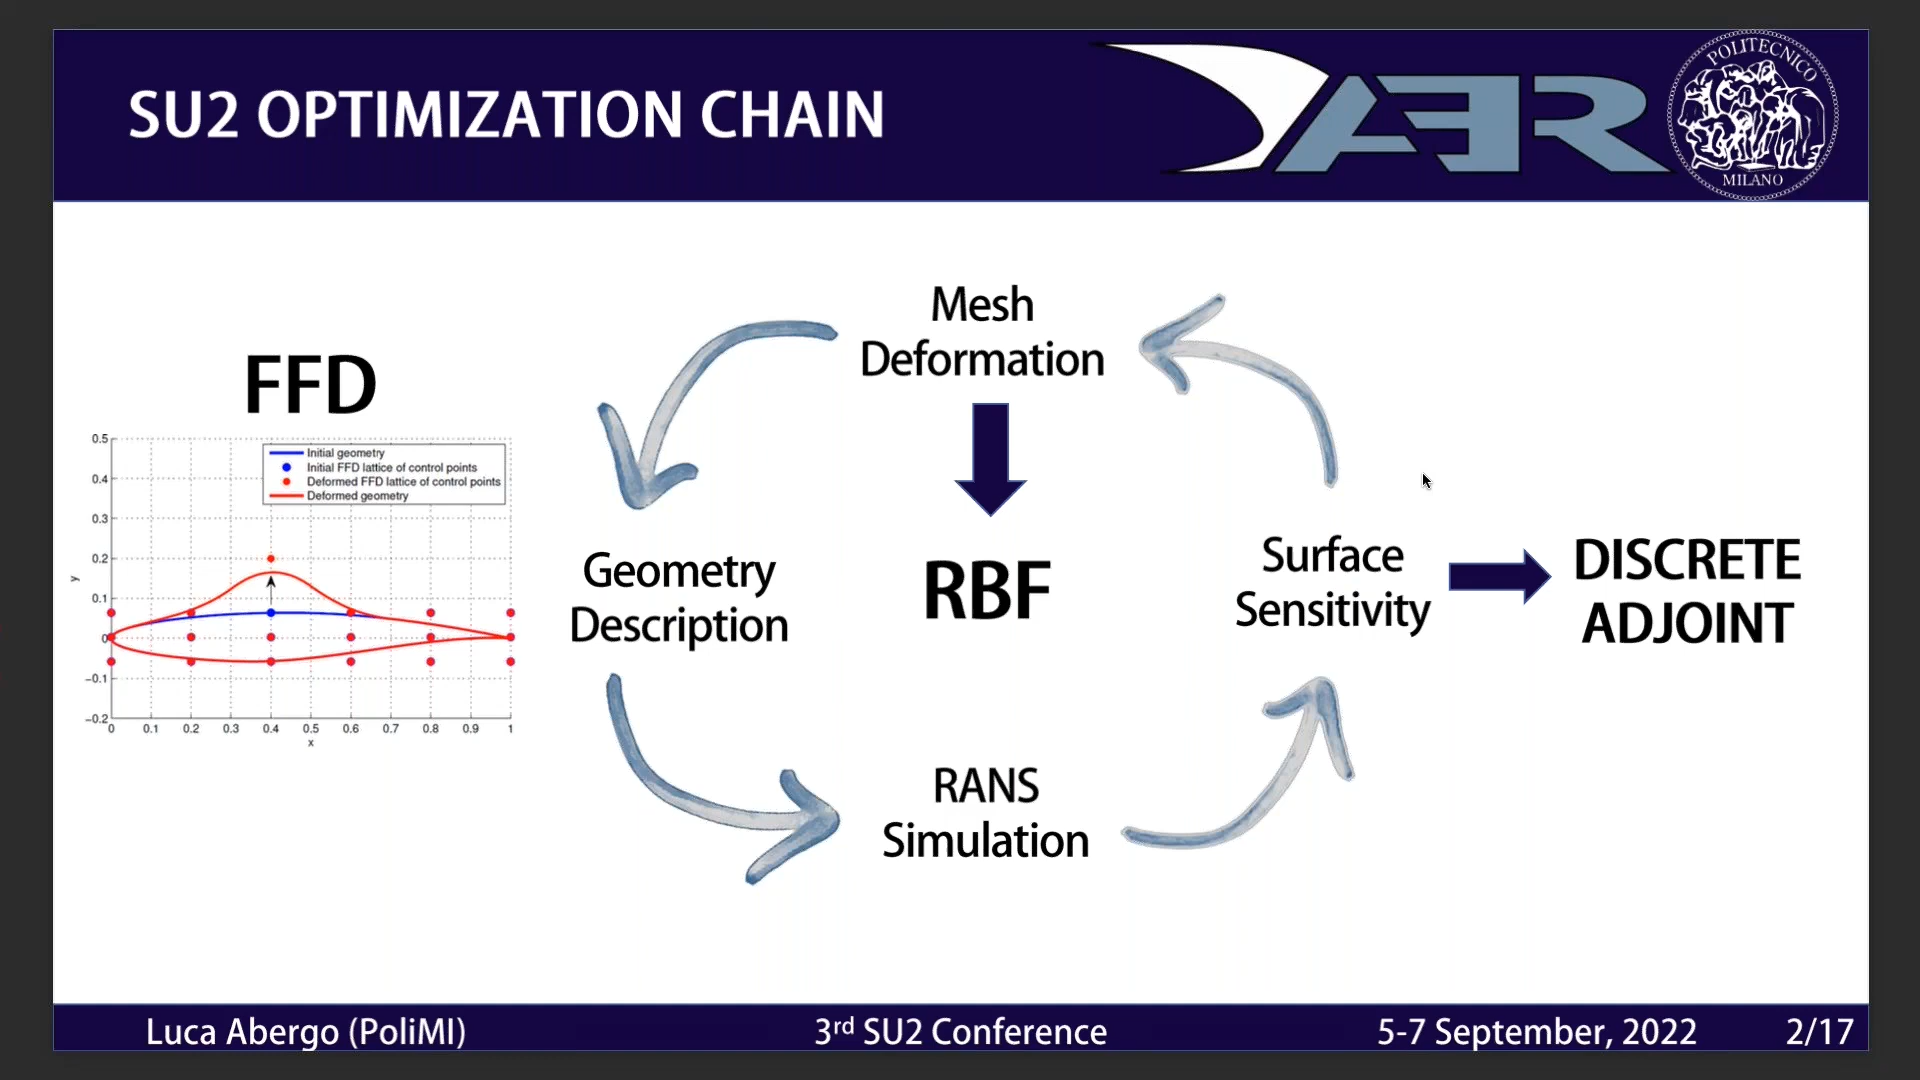 SU2 OPTIMIZATION CHAIN
AER
POLITECNICO
MILANO
Mesh
Deformation
FFD
0.5
0.4
0.3
0.2
0.1
0
−0.1
−0.2
y
Initial geometry
Initial FFD lattice of control points
Deformed FFD lattice of control points
Deformed geometry
0 0.1 0.2 0.3 0.4 0.5 0.6 0.7 0.8 0.9 1
x
Geometry
Description
RBF
Surface
Sensitivity
DISCRETE
ADJOINT
RANS
Simulation
Luca Abergo (PoliMI)
3rd SU2 Conference
5-7 September, 2022
2/17